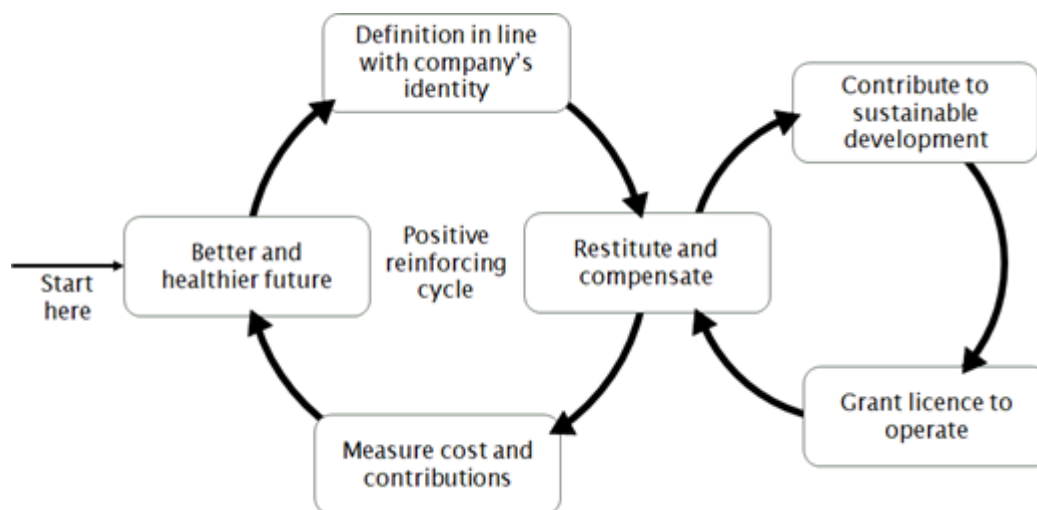 Definition in line
with company's
identity
Contribute to
sustainable
development
Better and
healthier future
Positive
reinforcing
cycle
Restitute and
compensate
Start
here
Grant licence to
operate
Measure cost and
contributions